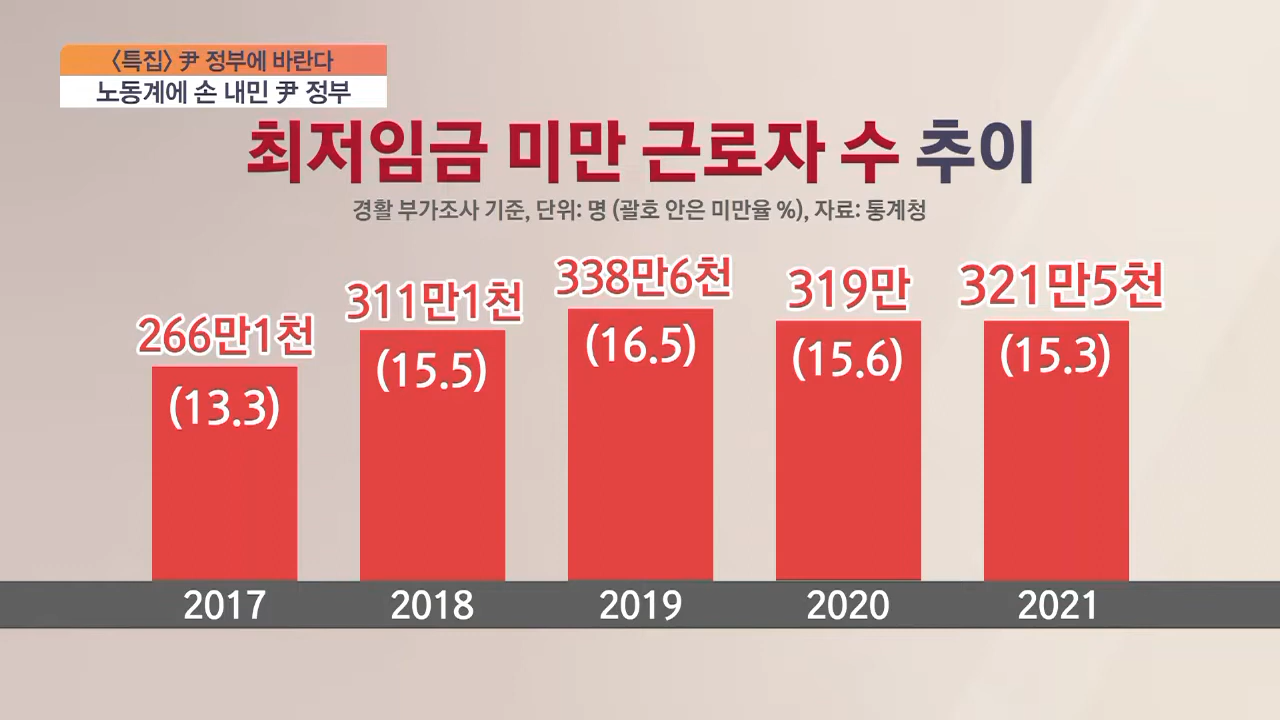 〈특집〉 尹 정부에 바란다
노동계에 손 내민 尹 정부
최저임금 미만 근로자 수 추이
경활 부가조사 기준, 단위: 명 (괄호 안은 미만율 %), 자료: 통계청
266만1천
(13.3)
2017
311만1천
(15.5)
2018
338만6천
(16.5)
2019
319만
(15.6)
2020
321만5천
(15.3)
2021